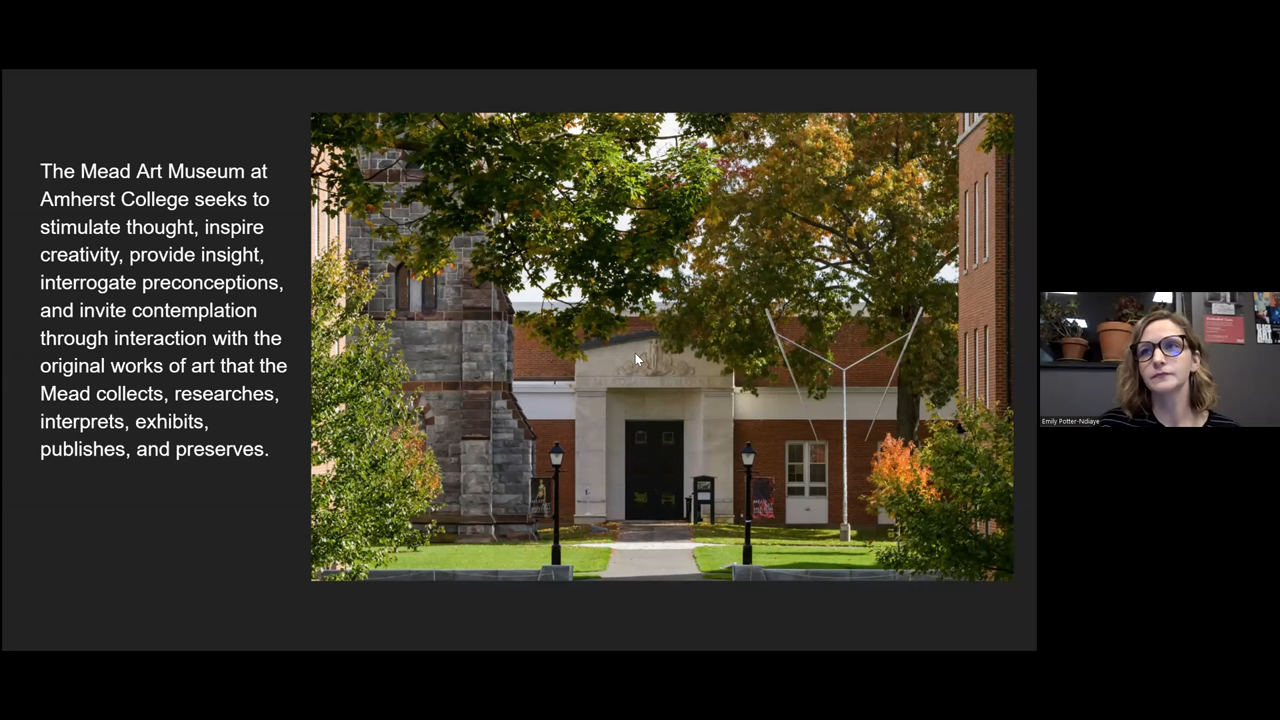 The Mead Art Museum at
Amherst College seeks to
stimulate thought, inspire
creativity, provide insight,
interrogate preconceptions,
and invite contemplation
through interaction with the
original works of art that the
Mead collects, researches,
interprets, exhibits,
publishes, and preserves.
Emily Potter-Ndiaye